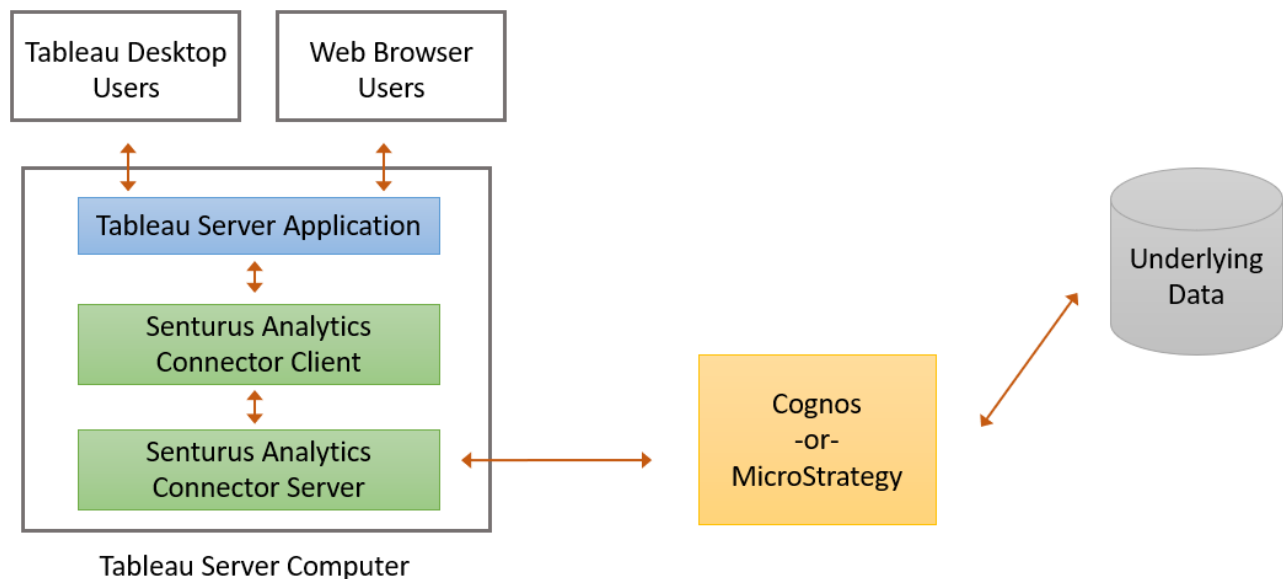 Tableau Desktop
Users
Web Browser
Users
Tableau Server Application
Senturus Analytics
Connector Client
Senturus Analytics
Connector Server
Tableau Server Computer
Cognos
-or-
MicroStrategy
Underlying
Data